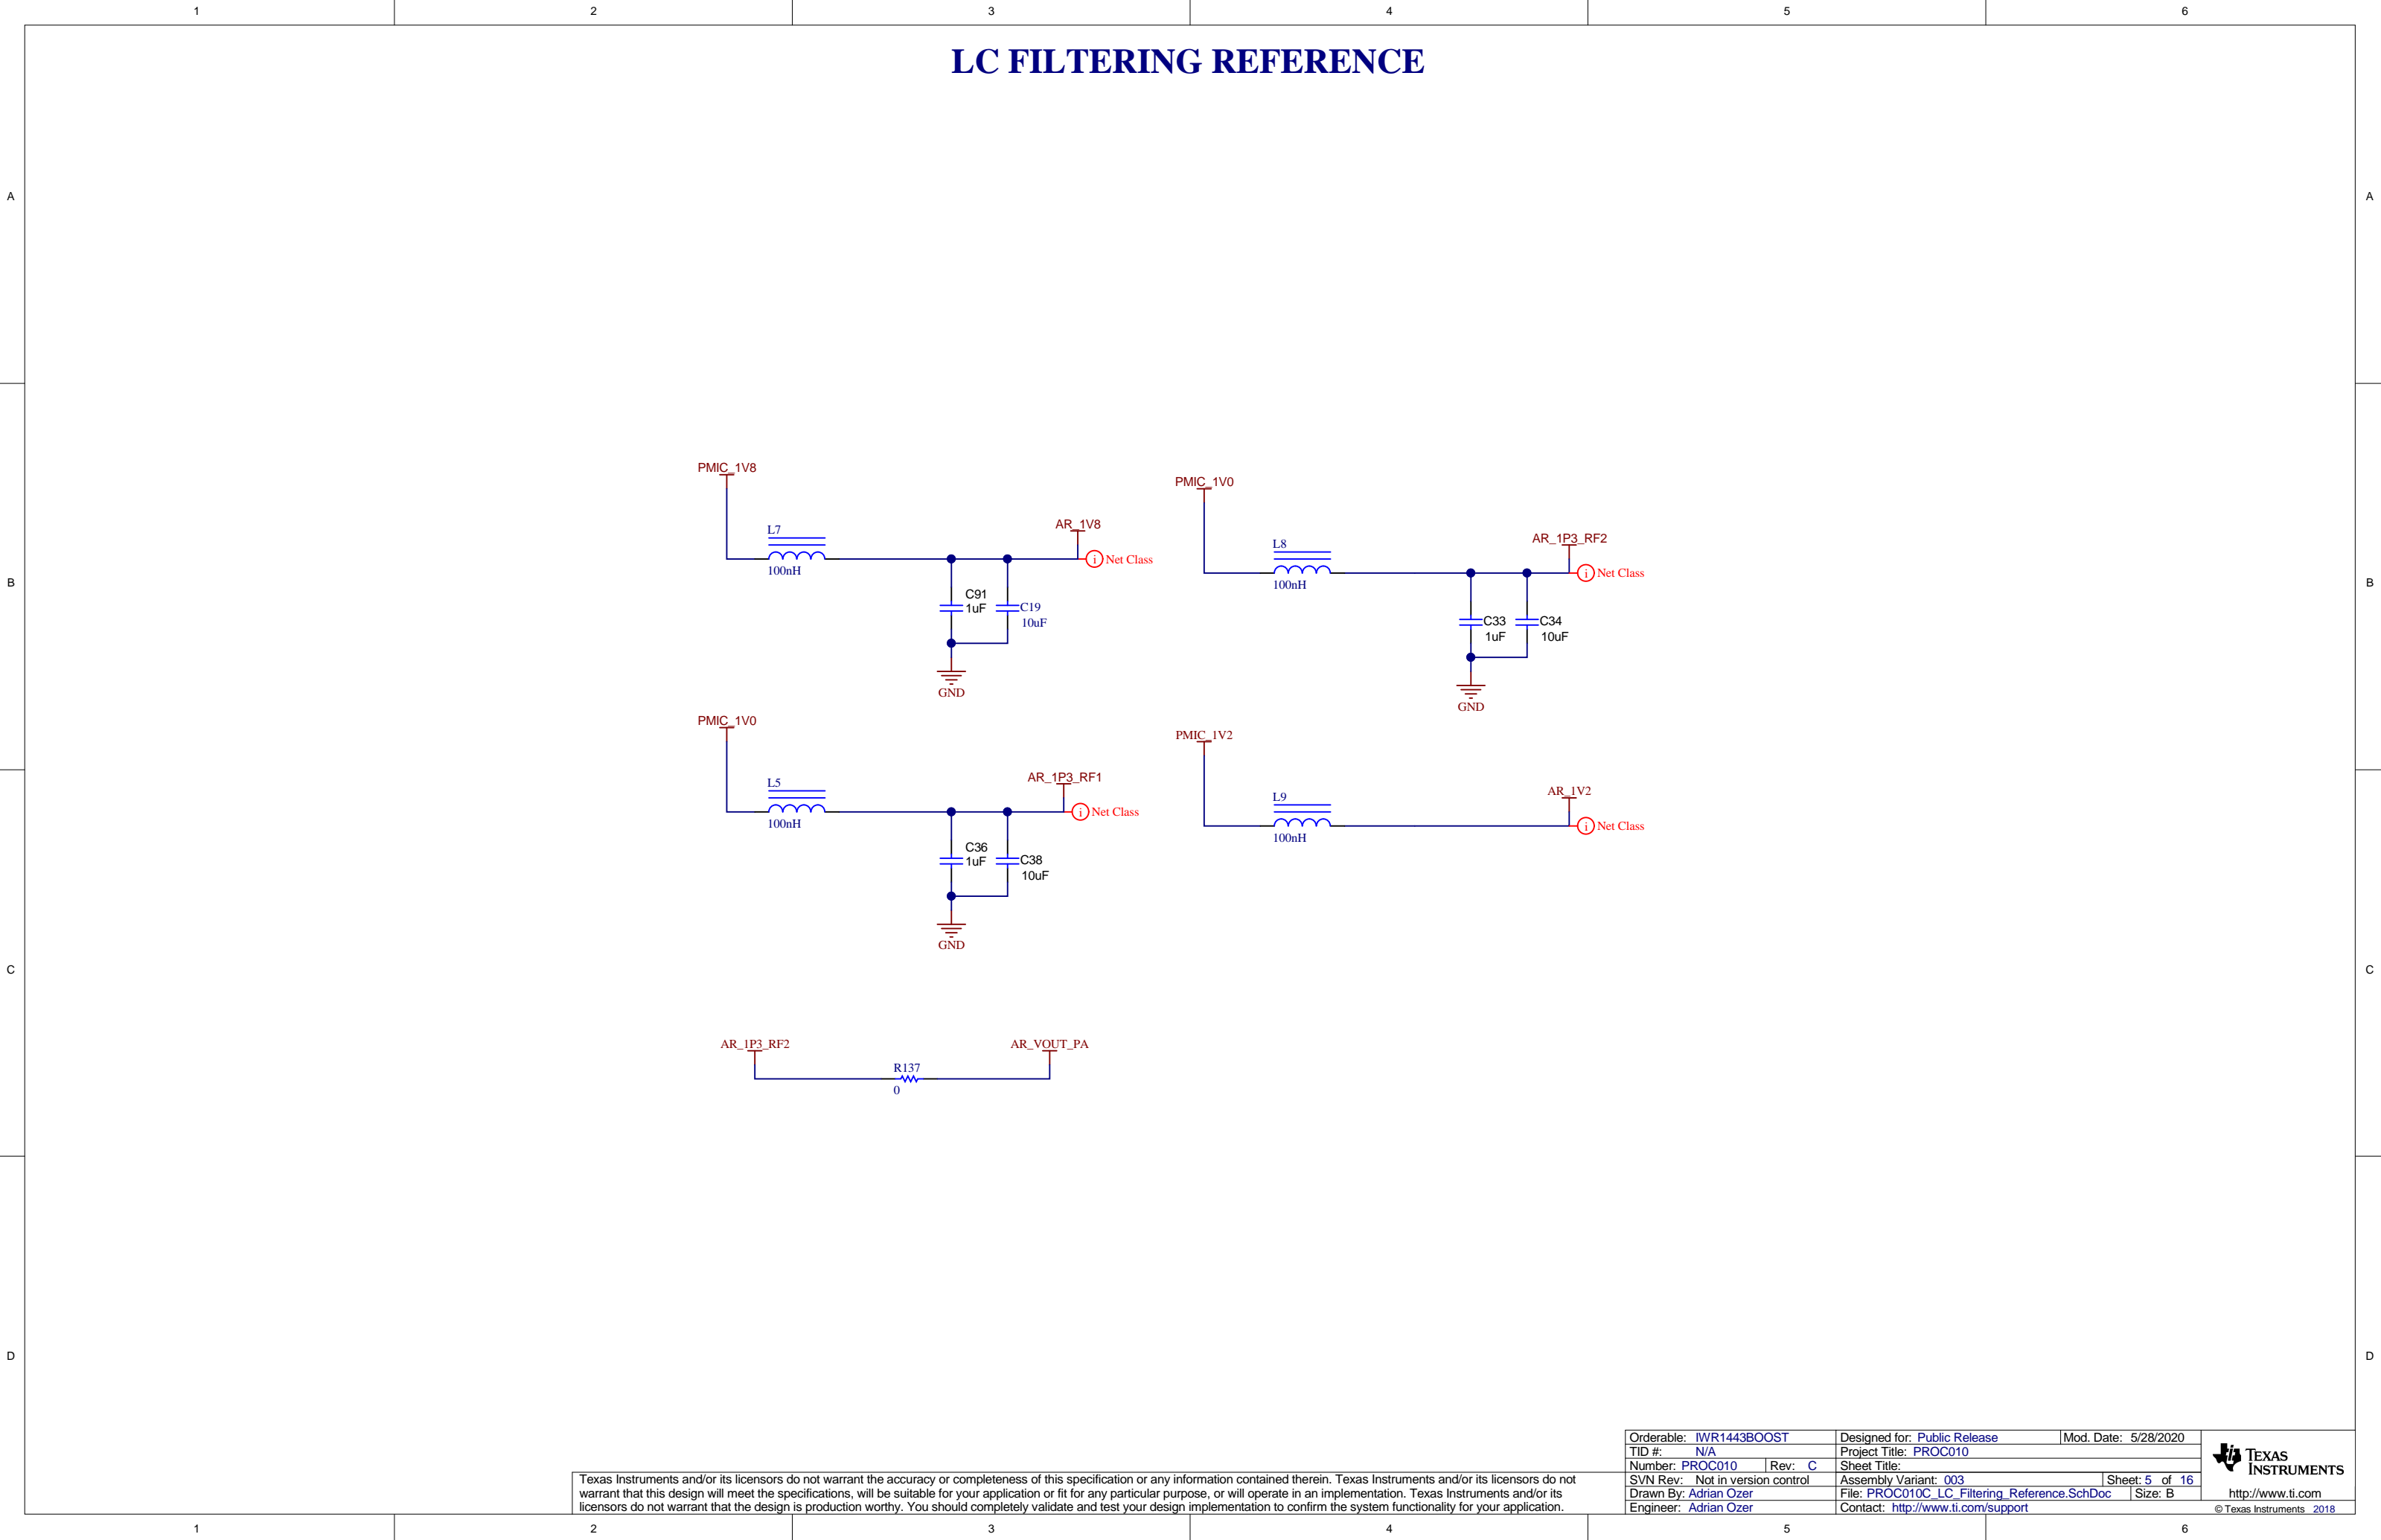 1 2 3 4 5 6
LC FILTERING REFERENCE
A A
PMIC_1V8
L7
100nH
AR_1V8
i Net Class
C91
1uF
C19
10uF
GND
PMIC_1V0
L8
100nH
AR_1P3_RF2
i Net Class
C33
1uF
C34
10uF
GND
B B
PMIC_1V0
L5
100nH
AR_1P3_RF1
i Net Class
C36
1uF
C38
10uF
GND
PMIC_1V2
L9
100nH
AR_1V2
i Net Class
C C
AR_1P3_RF2
R137
0
AR_VOUT_PA
D D
Texas Instruments and/or its licensors do not warrant the accuracy or completeness of this specification or any information contained therein. Texas Instruments and/or its licensors do not
warrant that this design will meet the specifications, will be suitable for your application or fit for any particular purpose, or will operate in an implementation. Texas Instruments and/or its
licensors do not warrant that the design is production worthy. You should completely validate and test your design implementation to confirm the system functionality for your application.
Orderable: IWR1443BOOST Designed for: Public Release Mod. Date: 5/28/2020
TID #: N/A Project Title: PROC010
Number: PROC010 Rev: C Sheet Title:
SVN Rev: Not in version control Assembly Variant: 003 Sheet: 5 of 16
Drawn By: Adrian Ozer File: PROC010C_LC_Filtering_Reference.SchDoc Size: B
Engineer: Adrian Ozer Contact: http://www.ti.com/support
TEXAS
INSTRUMENTS
http://www.ti.com
© Texas Instruments 2018
1 2 3 4 5 6